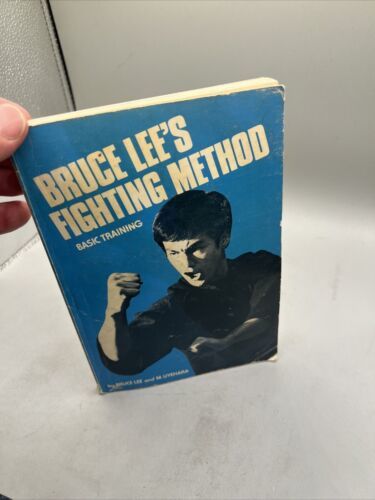 BRUCE LEE'S
FIGHTING METHOD
BASIC TRAINING
by BRUCE LEE and M. UYEHARA